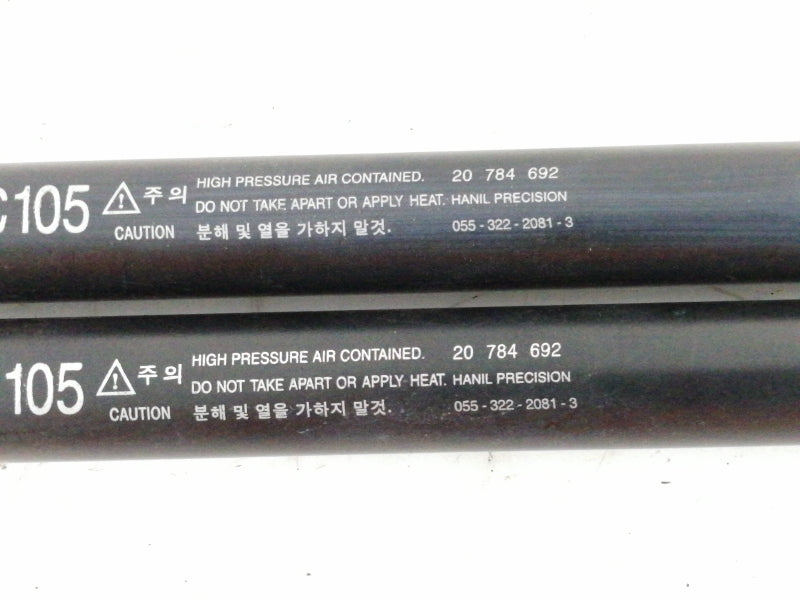 C105 주의 HIGH PRESSURE AIR CONTAINED. 20 784 692
DO NOT TAKE APART OR APPLY HEAT. HANIL PRECISION
CAUTION 분해 및 열을 가하지 말것. 055-322-2081-3
105 주의 HIGH PRESSURE AIR CONTAINED. 20 784 692
DO NOT TAKE APART OR APPLY HEAT. HANIL PRECISION
CAUTION 분해 및 열을 가하지 말것. 055-322-2081-3